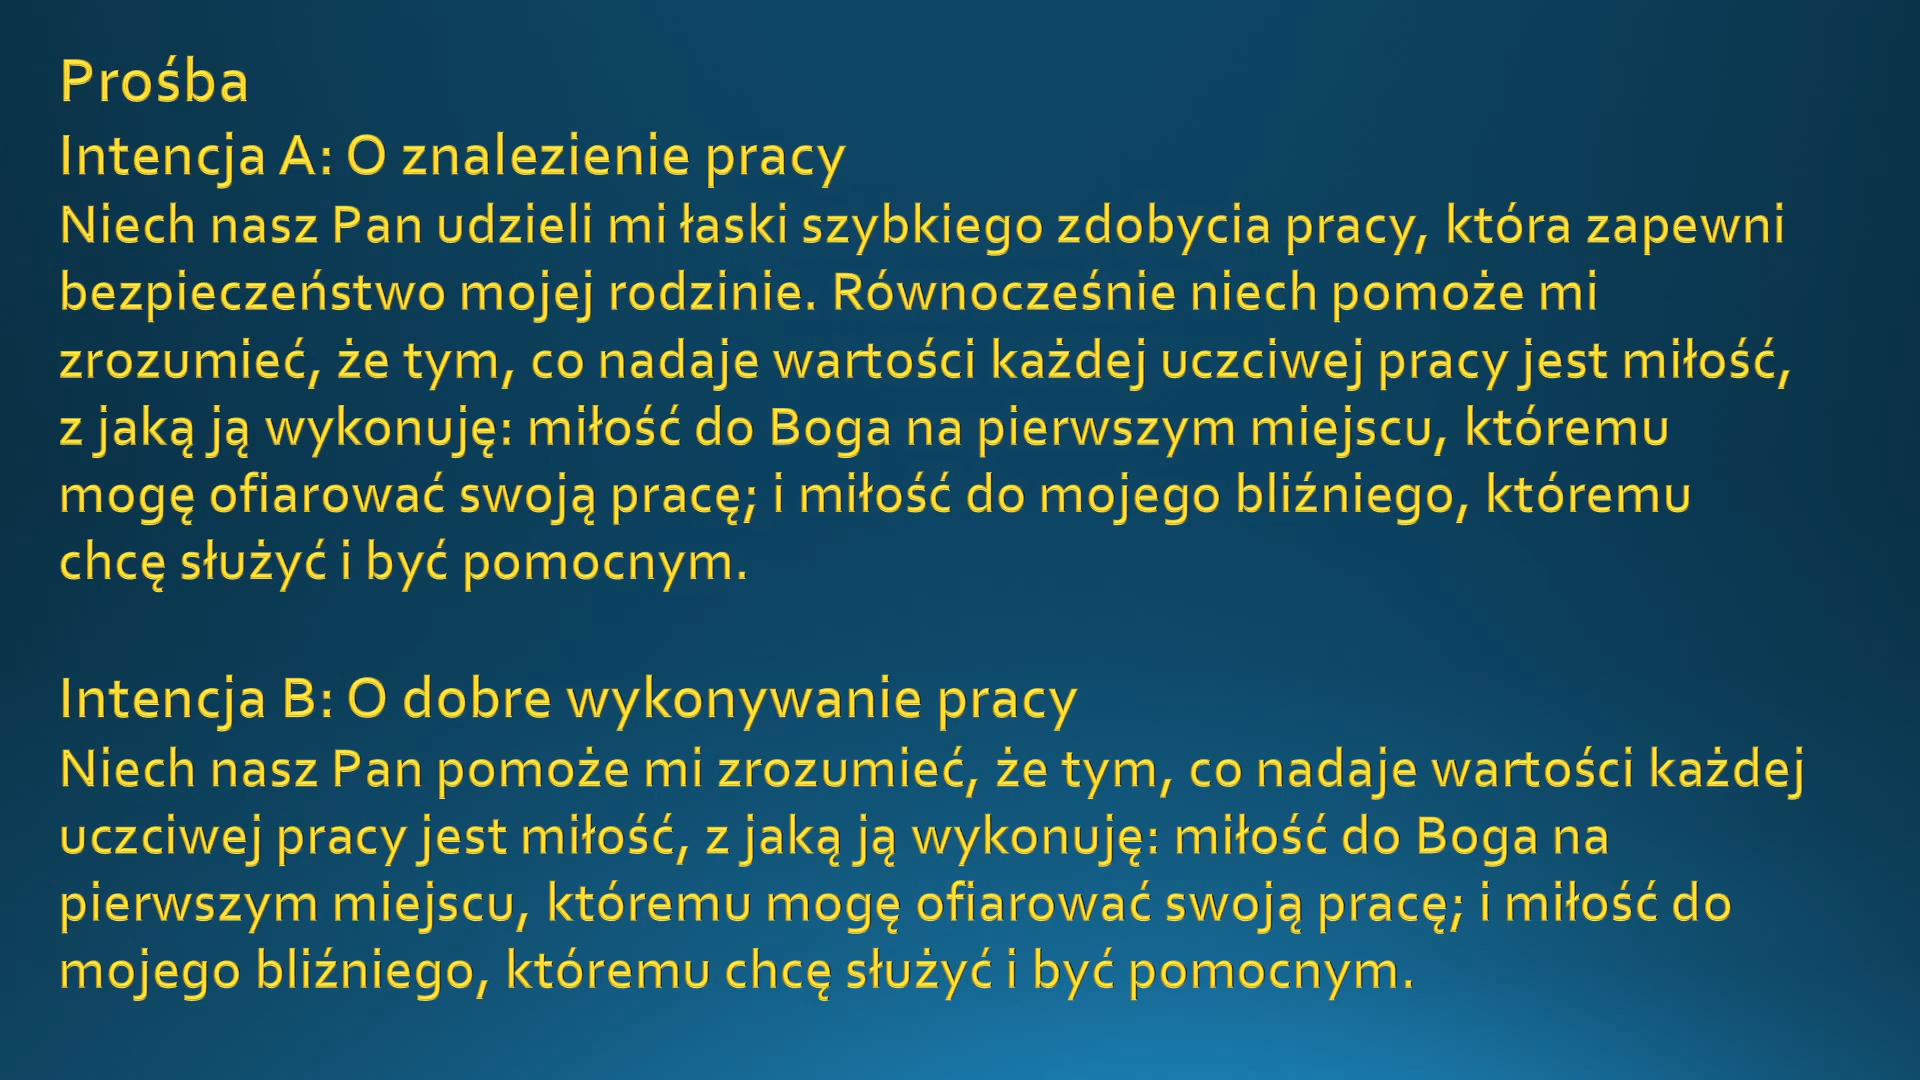 Prośba
Intencja A: O znalezienie pracy
Niech nasz Pan udzieli mi łaski szybkiego zdobycia pracy, która zapewni
bezpieczeństwo mojej rodzinie. Równocześnie niech pomoże mi
zrozumieć, że tym, co nadaje wartości każdej uczciwej pracy jest miłość,
z jaką ją wykonuję: miłość do Boga na pierwszym miejscu, któremu
mogę ofiarować swoją pracę; i miłość do mojego bliźniego, któremu
chcę służyć i być pomocnym.
Intencja B: O dobre wykonywanie pracy
Niech nasz Pan pomoże mi zrozumieć, że tym, co nadaje wartości każdej
uczciwej pracy jest miłość, z jaką ją wykonuję: miłość do Boga na
pierwszym miejscu, któremu mogę ofiarować swoją pracę; i miłość do
mojego bliźniego, któremu chcę służyć i być pomocnym.